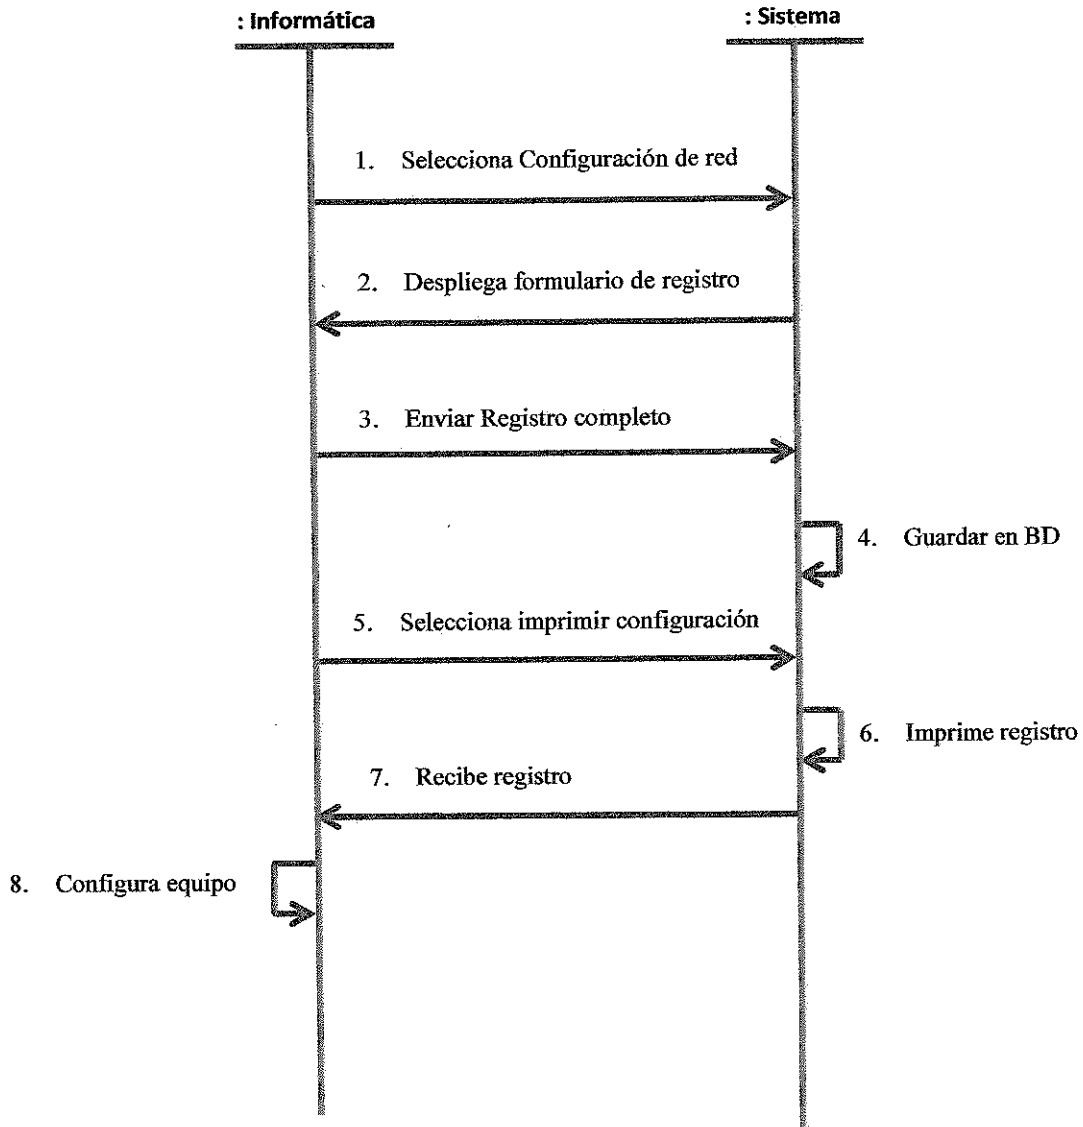 : Informática
: Sistema
1. Selecciona Configuración de red
2. Despliega formulario de registro
3. Enviar Registro completo
4. Guardar en BD
5. Selecciona imprimir configuración
6. Imprime registro
7. Recibe registro
8. Configura equipo